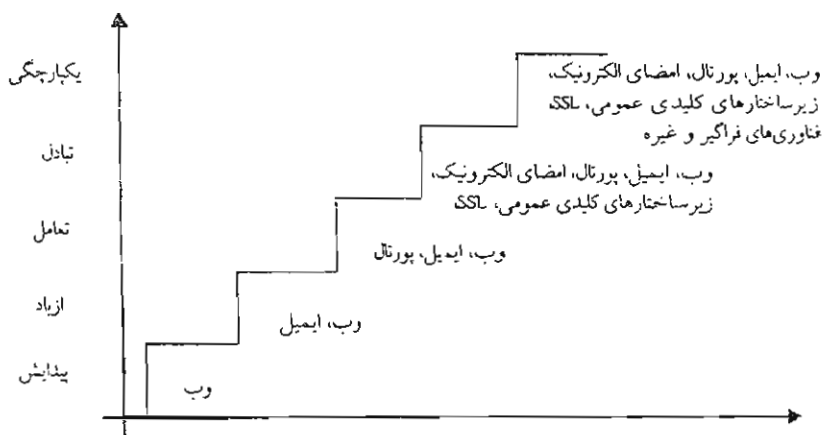 یکپارچگی
تبادل
تعامل
ازیاد
پیدایش
وب، ایمیل، پورتال، امضای الکترونیک،
زیرساختارهای کلیدی عمومی، SSL،
فناوری‌های فراگیر و غیره
وب، ایمیل، پورتال، امضای الکترونیک،
زیرساختارهای کلیدی عمومی، SSL
وب، ایمیل، پورتال
وب، ایمیل
وب